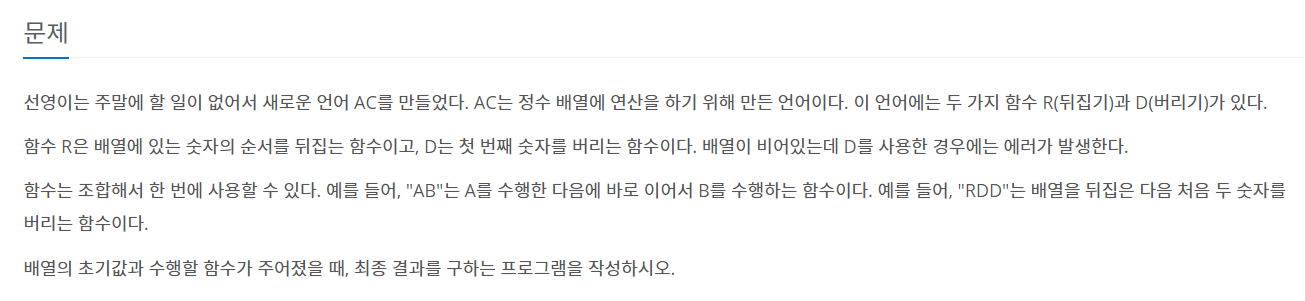 문제
선영이는 주말에 할 일이 없어서 새로운 언어 AC를 만들었다. AC는 정수 배열에 연산을 하기 위해 만든 언어이다. 이 언어에는 두 가지 함수 R(뒤집기)과 D(버리기)가 있다.
함수 R은 배열에 있는 숫자의 순서를 뒤집는 함수이고, D는 첫 번째 숫자를 버리는 함수이다. 배열이 비어있는데 D를 사용한 경우에는 에러가 발생한다.
함수는 조합해서 한 번에 사용할 수 있다. 예를 들어, "AB"는 A를 수행한 다음에 바로 이어서 B를 수행하는 함수이다. 예를 들어, "RDD"는 배열을 뒤집은 다음 처음 두 숫자를
버리는 함수이다.
배열의 초기값과 수행할 함수가 주어졌을 때, 최종 결과를 구하는 프로그램을 작성하시오.